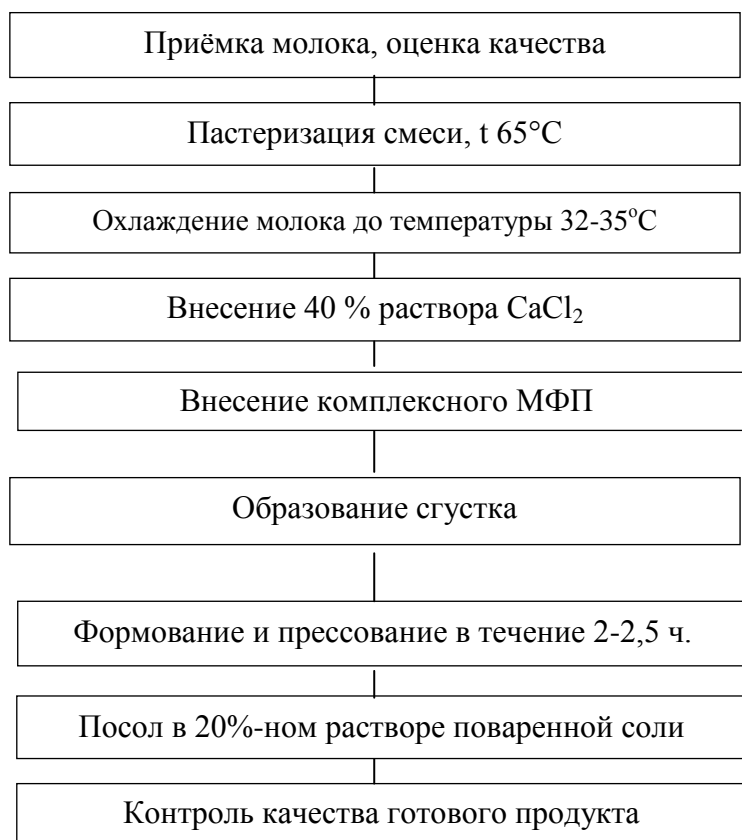 Приёмка молока, оценка качества
Пастеризация смеси, t 65°С
Охлаждение молока до температуры 32-35°С
Внесение 40 % раствора CaCl₂
Внесение комплексного МФП
Образование сгустка
Формование и прессование в течение 2-2,5 ч.
Посол в 20%-ном растворе поваренной соли
Контроль качества готового продукта